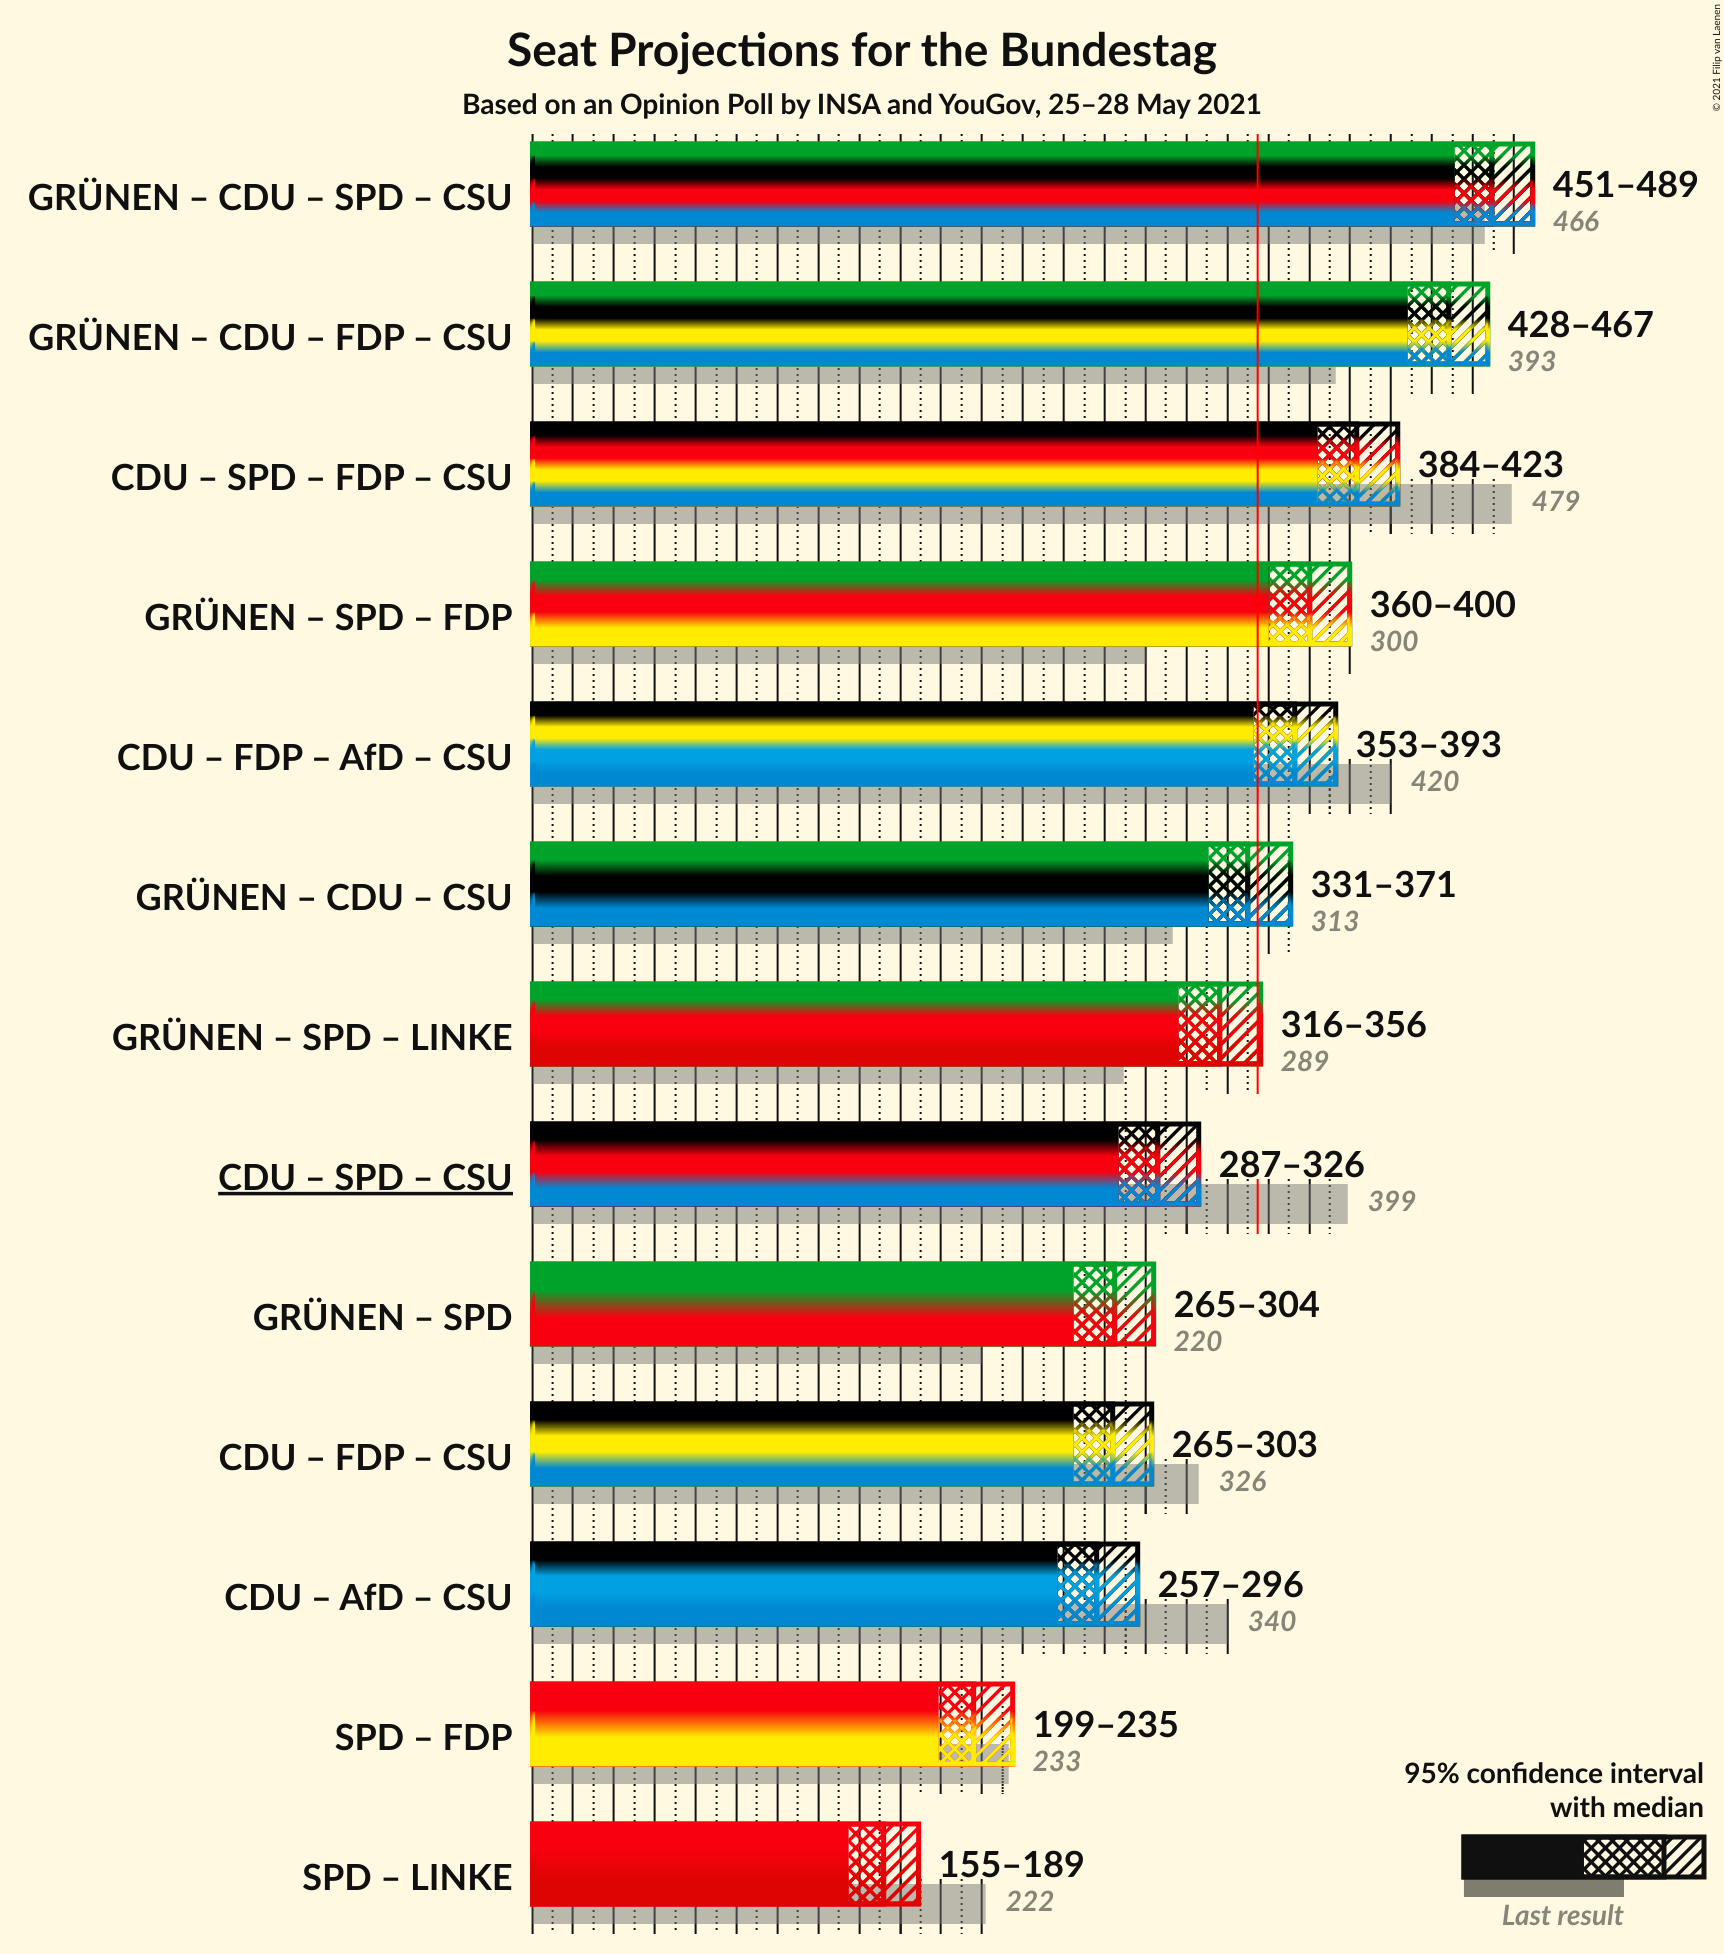 Seat Projections for the Bundestag
Based on an Opinion Poll by INSA and YouGov, 25–28 May 2021
© 2021 Filip van Laenen
GRÜNEN – CDU – SPD – CSU
451–489
466
GRÜNEN – CDU – FDP – CSU
428–467
393
CDU – SPD – FDP – CSU
384–423
479
GRÜNEN – SPD – FDP
360–400
300
CDU – FDP – AfD – CSU
353–393
420
GRÜNEN – CDU – CSU
331–371
313
GRÜNEN – SPD – LINKE
316–356
289
CDU – SPD – CSU
287–326
399
GRÜNEN – SPD
265–304
220
CDU – FDP – CSU
265–303
326
CDU – AfD – CSU
257–296
340
SPD – FDP
199–235
233
SPD – LINKE
155–189
222
95% confidence interval
with median
Last result